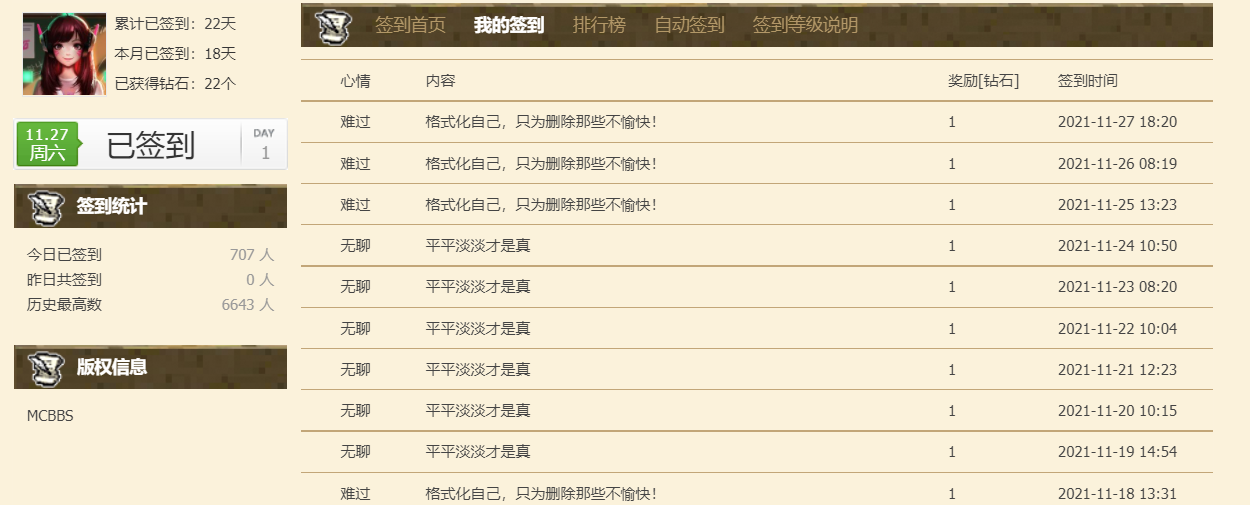 累计已签到：22天
本月已签到：18天
已获得钻石：22个
11.27
周六
已签到
DAY
1
签到统计
今日已签到 707 人
昨日共签到 0 人
历史最高数 6643 人
版权信息
MCBBS
签到首页 我的签到 排行榜 自动签到 签到等级说明
心情 内容 奖励[钻石] 签到时间
难过 格式化自己，只为删除那些不愉快！ 1 2021-11-27 18:20
难过 格式化自己，只为删除那些不愉快！ 1 2021-11-26 08:19
难过 格式化自己，只为删除那些不愉快！ 1 2021-11-25 13:23
无聊 平平淡淡才是真 1 2021-11-24 10:50
无聊 平平淡淡才是真 1 2021-11-23 08:20
无聊 平平淡淡才是真 1 2021-11-22 10:04
无聊 平平淡淡才是真 1 2021-11-21 12:23
无聊 平平淡淡才是真 1 2021-11-20 10:15
无聊 平平淡淡才是真 1 2021-11-19 14:54
难过 格式化自己，只为删除那些不愉快！ 1 2021-11-18 13:31